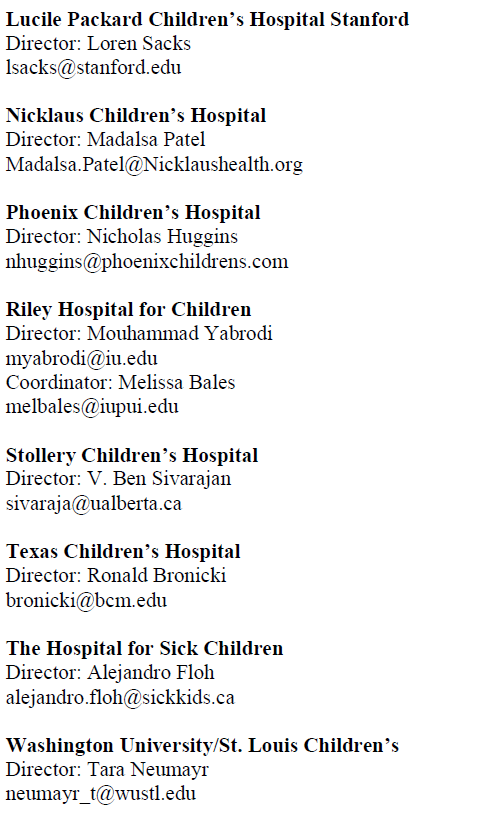 Lucile Packard Children’s Hospital Stanford
Director: Loren Sacks
lsacks@stanford.edu
Nicklaus Children’s Hospital
Director: Madalsa Patel
Madalsa.Patel@Nicklaushealth.org
Phoenix Children’s Hospital
Director: Nicholas Huggins
nhuggins@phoenixchildrens.com
Riley Hospital for Children
Director: Mouhammad Yabrodi
myabrodi@iu.edu
Coordinator: Melissa Bales
melbales@iupui.edu
Stollery Children’s Hospital
Director: V. Ben Sivarajan
sivaraja@ualberta.ca
Texas Children’s Hospital
Director: Ronald Bronicki
bronicki@bcm.edu
The Hospital for Sick Children
Director: Alejandro Floh
alejandro.floh@sickkids.ca
Washington University/St. Louis Children’s
Director: Tara Neumayr
neumayr_t@wustl.edu